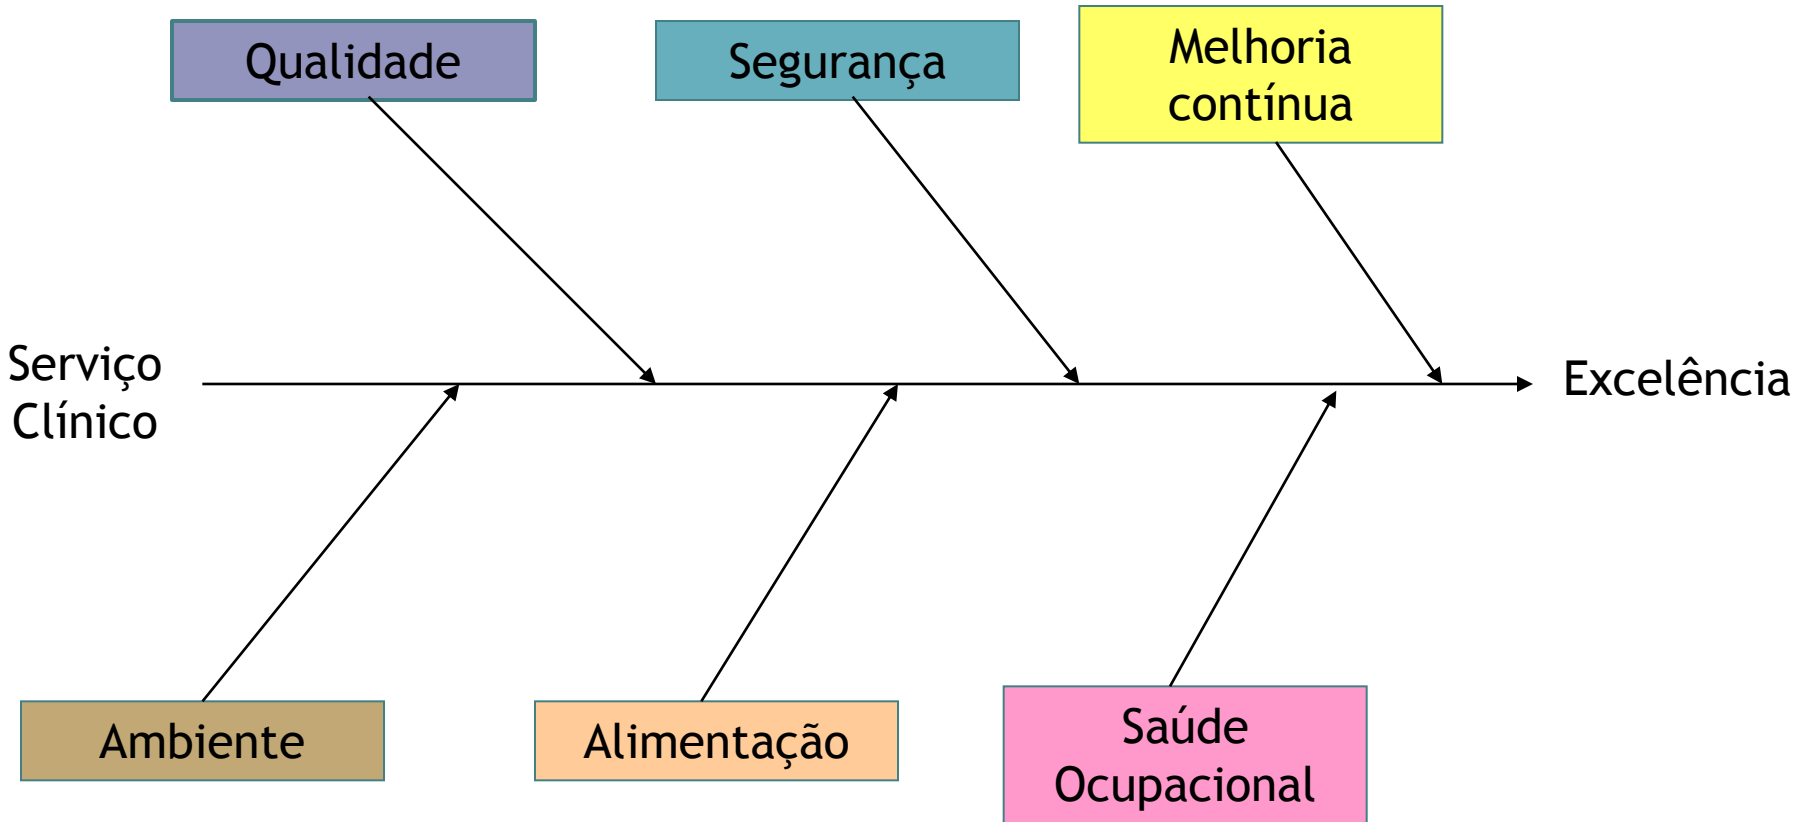 Qualidade
Segurança
Melhoria
contínua
Serviço
Clínico
Excelência
Ambiente
Alimentação
Saúde
Ocupacional